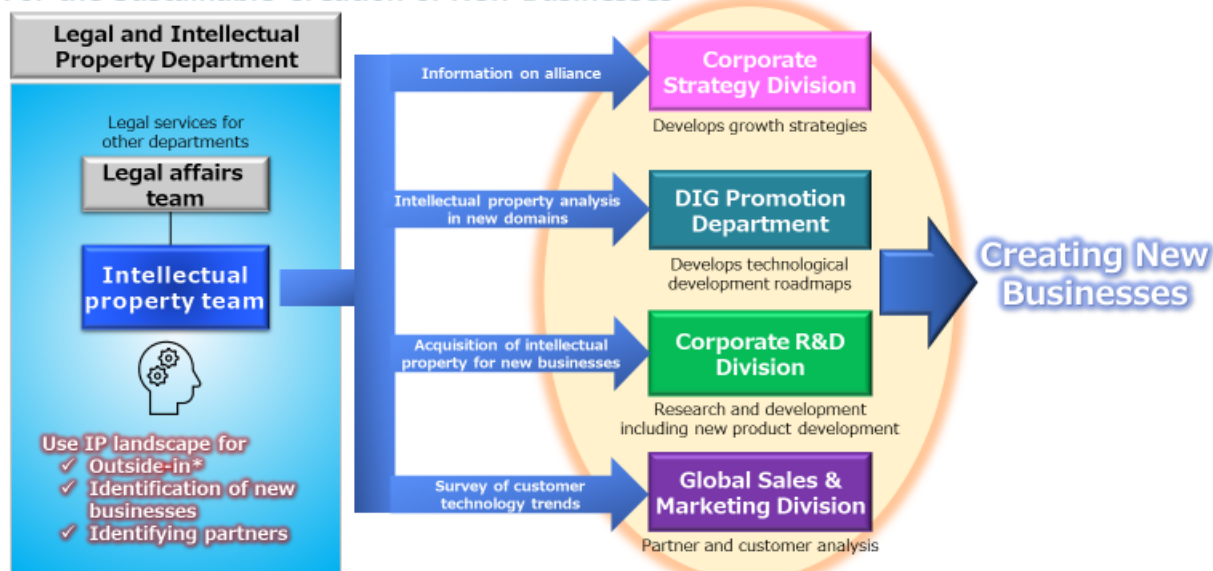 Legal and Intellectual
Property Department
Legal services for
other departments
Legal affairs
team
Intellectual
property team
Use IP landscape for
✓ Outside-in*
✓ Identification of new
businesses
✓ Identifying partners
Information on alliance
Corporate
Strategy Division
Develops growth strategies
Intellectual property analysis
in new domains
DIG Promotion
Department
Develops technological
development roadmaps
Acquisition of intellectual
property for new businesses
Corporate R&D
Division
Research and development
including new product development
Survey of customer
technology trends
Global Sales &
Marketing Division
Partner and customer analysis
Creating New
Businesses